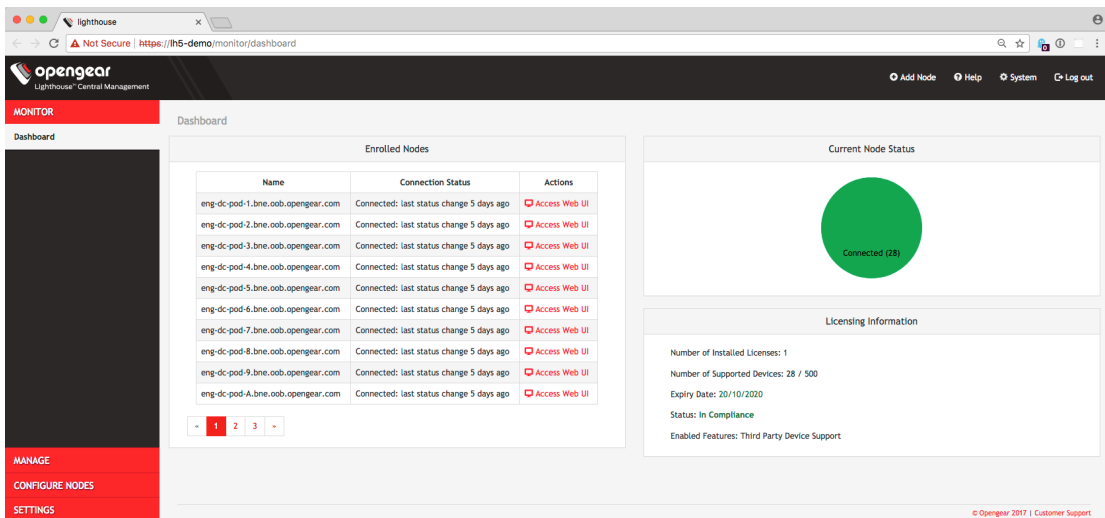 lighthouse
Not Secure | https://lh5-demo/monitor/dashboard
opengear
Lighthouse™ Central Management
Add Node Help System Log out
MONITOR
Dashboard
MANAGE
CONFIGURE NODES
SETTINGS
Dashboard
Enrolled Nodes
Name Connection Status Actions
eng-dc-pod-1.bne.oob.opengear.com Connected: last status change 5 days ago Access Web UI
eng-dc-pod-2.bne.oob.opengear.com Connected: last status change 5 days ago Access Web UI
eng-dc-pod-3.bne.oob.opengear.com Connected: last status change 5 days ago Access Web UI
eng-dc-pod-4.bne.oob.opengear.com Connected: last status change 5 days ago Access Web UI
eng-dc-pod-5.bne.oob.opengear.com Connected: last status change 5 days ago Access Web UI
eng-dc-pod-6.bne.oob.opengear.com Connected: last status change 5 days ago Access Web UI
eng-dc-pod-7.bne.oob.opengear.com Connected: last status change 5 days ago Access Web UI
eng-dc-pod-8.bne.oob.opengear.com Connected: last status change 5 days ago Access Web UI
eng-dc-pod-9.bne.oob.opengear.com Connected: last status change 5 days ago Access Web UI
eng-dc-pod-A.bne.oob.opengear.com Connected: last status change 5 days ago Access Web UI
« 1 2 3 »
Current Node Status
Connected (28)
Licensing Information
Number of Installed Licenses: 1
Number of Supported Devices: 28 / 500
Expiry Date: 20/10/2020
Status: In Compliance
Enabled Features: Third Party Device Support
© Opengear 2017 | Customer Support